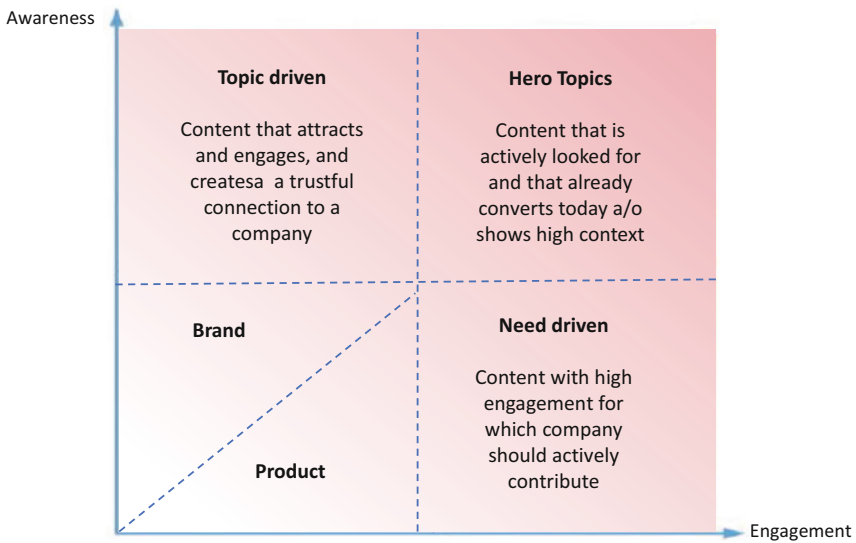 Awareness
Topic driven
Content that attracts
and engages, and
createsa a trustful
connection to a
company
Hero Topics
Content that is
actively looked for
and that already
converts today a/o
shows high context
Brand
Product
Need driven
Content with high
engagement for
which company
should actively
contribute
Engagement